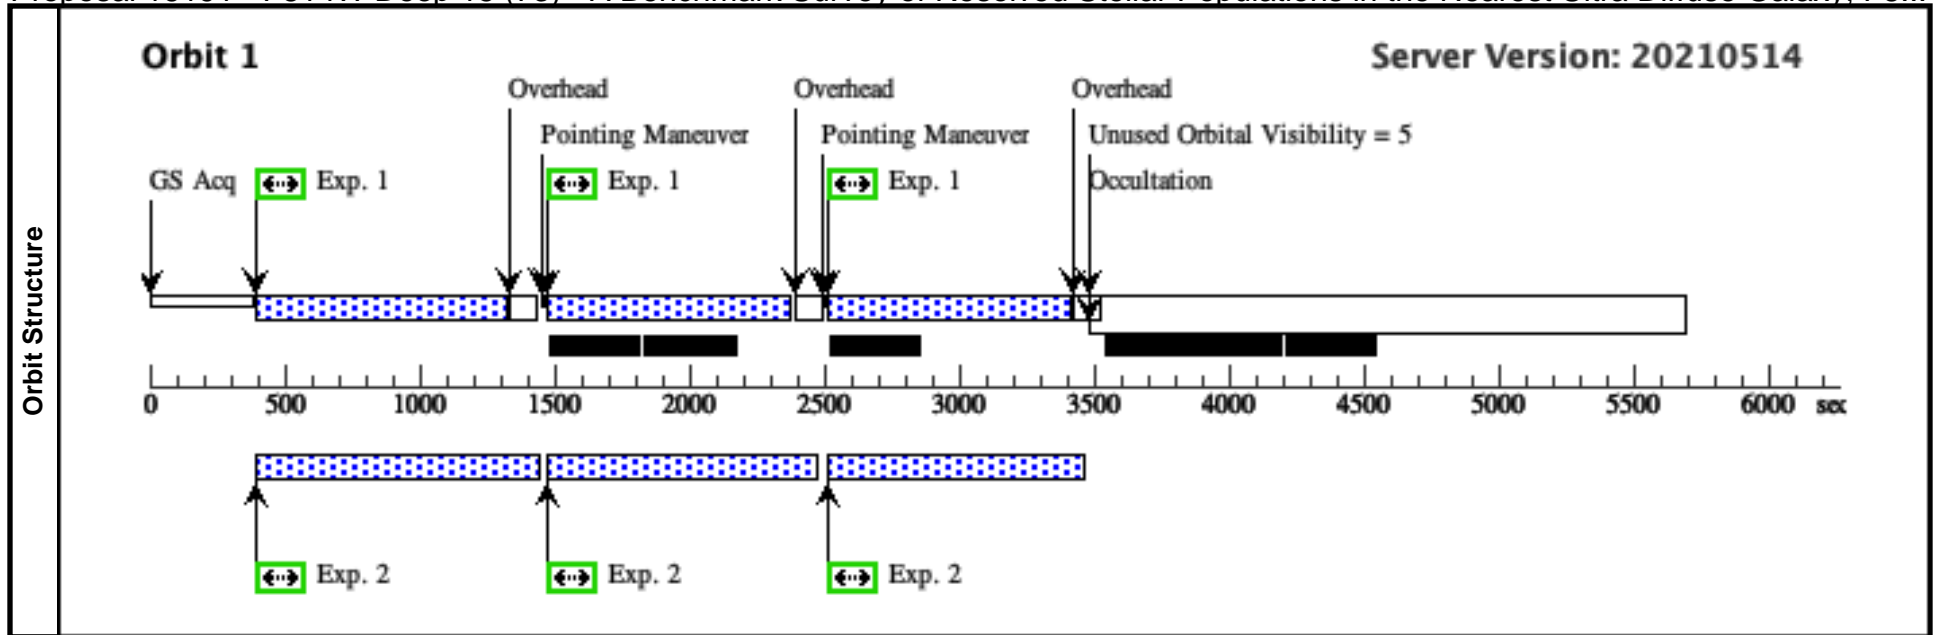 Orbit 1
Server Version: 20210514
Overhead
Overhead
Overhead
Pointing Maneuver
Pointing Maneuver
Unused Orbital Visibility = 5
GS Acq
Exp. 1
Exp. 1
Exp. 1
Occultation
Orbit Structure
0 500 1000 1500 2000 2500 3000 3500 4000 4500 5000 5500 6000 sec
Exp. 2
Exp. 2
Exp. 2